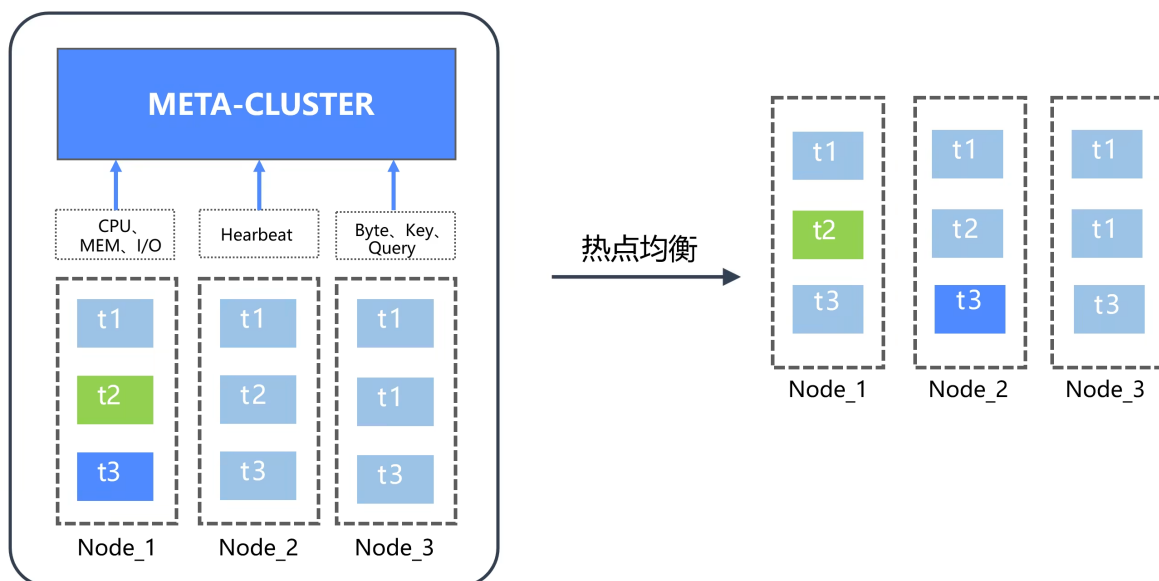 META-CLUSTER
CPU、
MEM、I/O
Hearbeat
Byte、Key、
Query
t1
t2
t3
Node_1
t1
t2
t3
Node_2
t1
t1
t3
Node_3
热点均衡
t1
t2
t3
Node_1
t1
t2
t3
Node_2
t1
t1
t3
Node_3